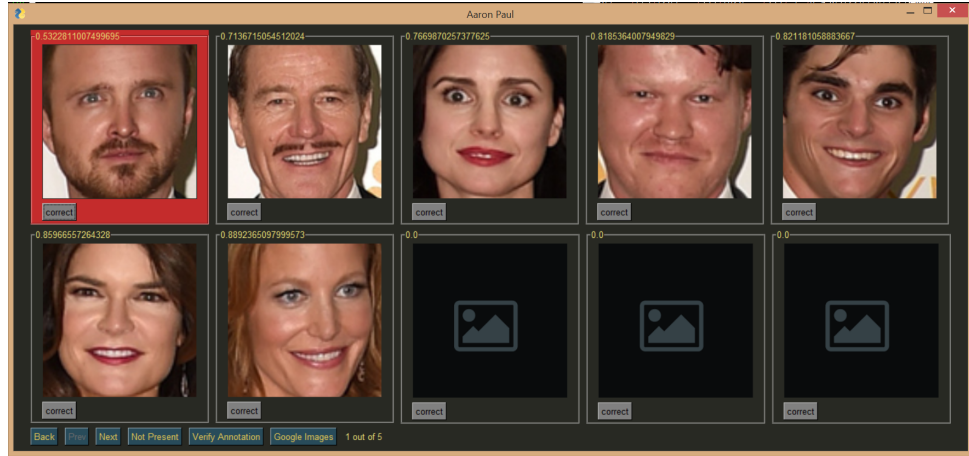 Aaron Paul
0.5322811007499695 0.7136715054512024 0.7669870257377625 0.8185364007949829 0.821181058883667
correct correct correct correct correct
0.85966557264328 0.8892365097999573 0.0 0.0 0.0
correct correct correct correct correct
Back Prev Next Not Present Verify Annotation Google Images 1 out of 5